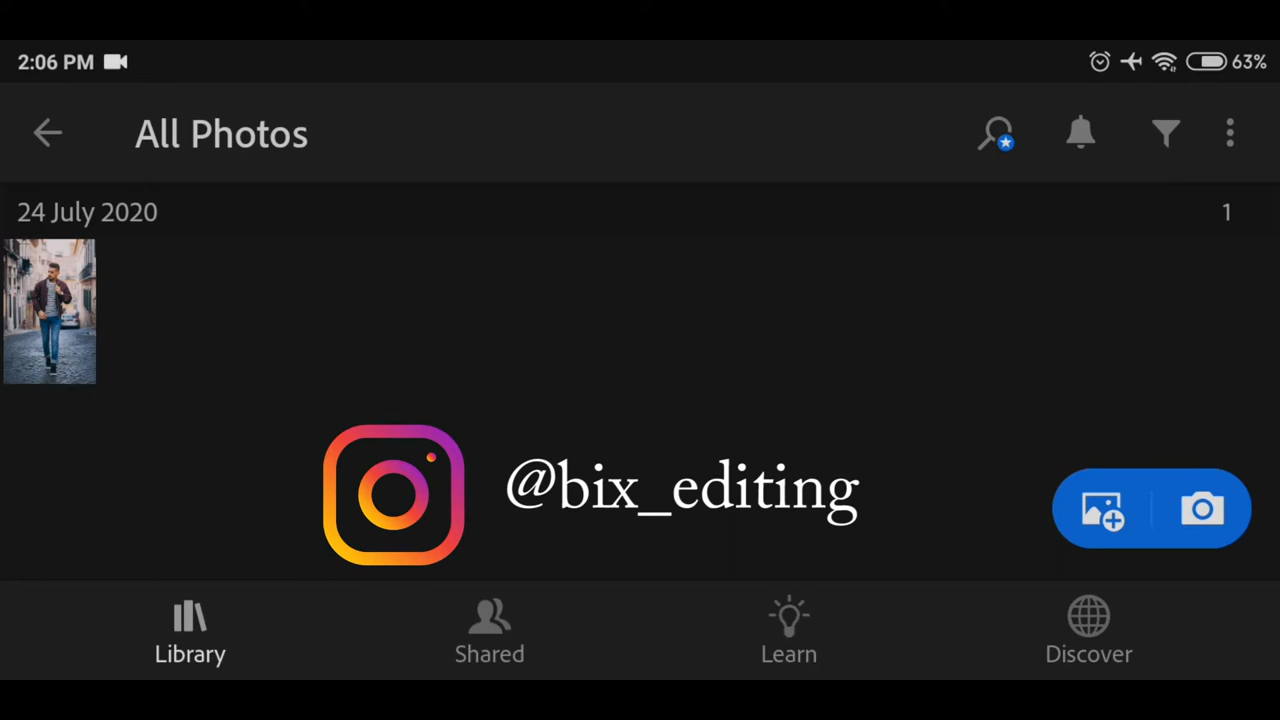 2:06 PM 63%
All Photos
24 July 2020 1
@bix_editing
Library Shared Learn Discover